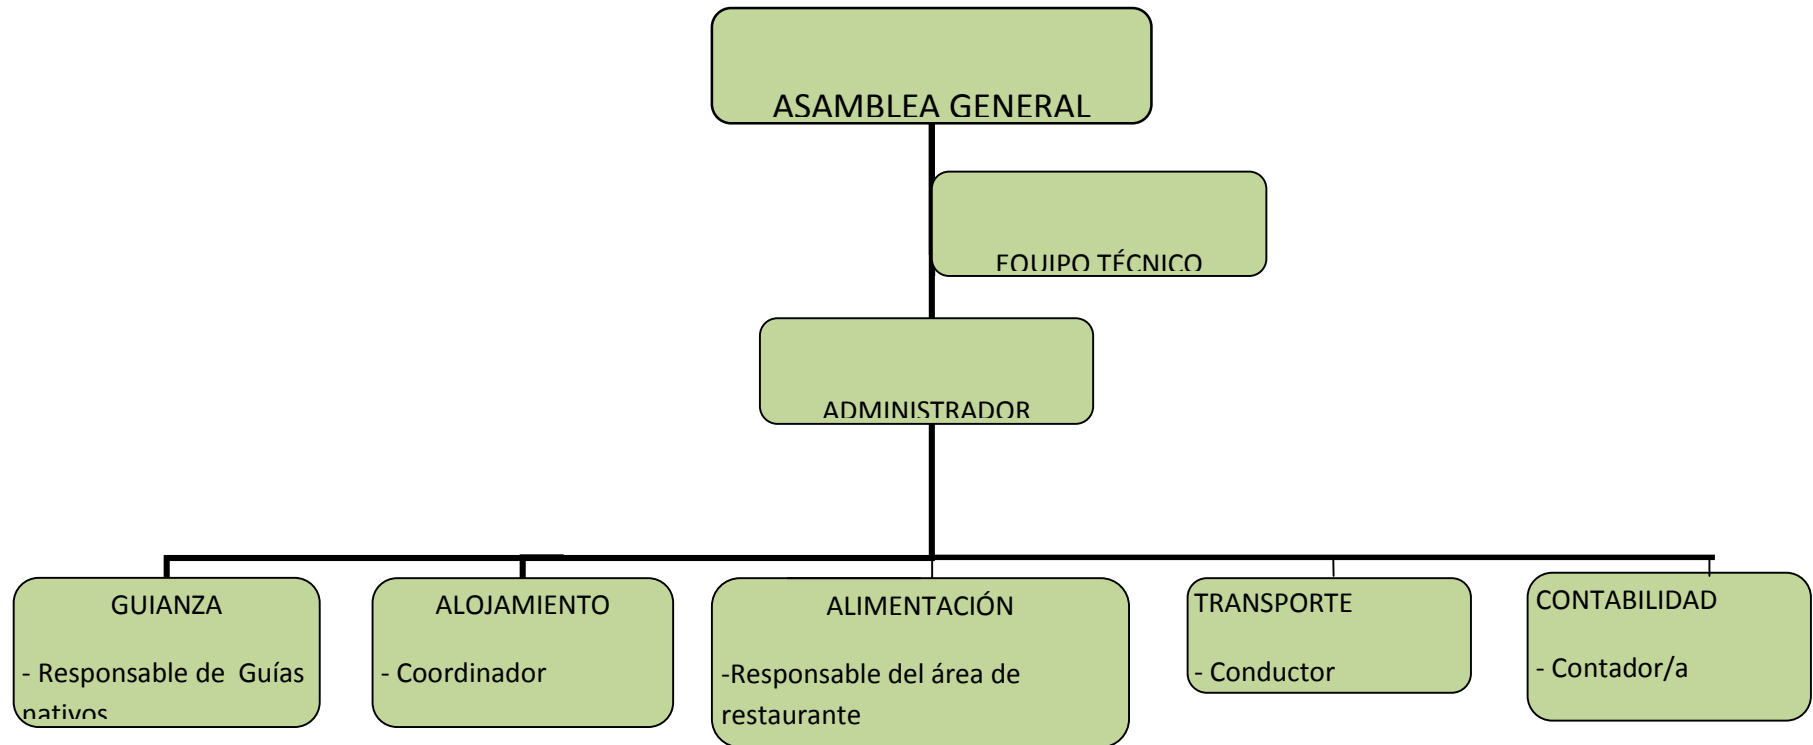 ASAMBLEA GENERAL
EQUIPO TÉCNICO
ADMINISTRADOR
GUIANZA
- Responsable de Guías
nativos
ALOJAMIENTO
- Coordinador
ALIMENTACIÓN
-Responsable del área de
restaurante
TRANSPORTE
- Conductor
CONTABILIDAD
- Contador/a